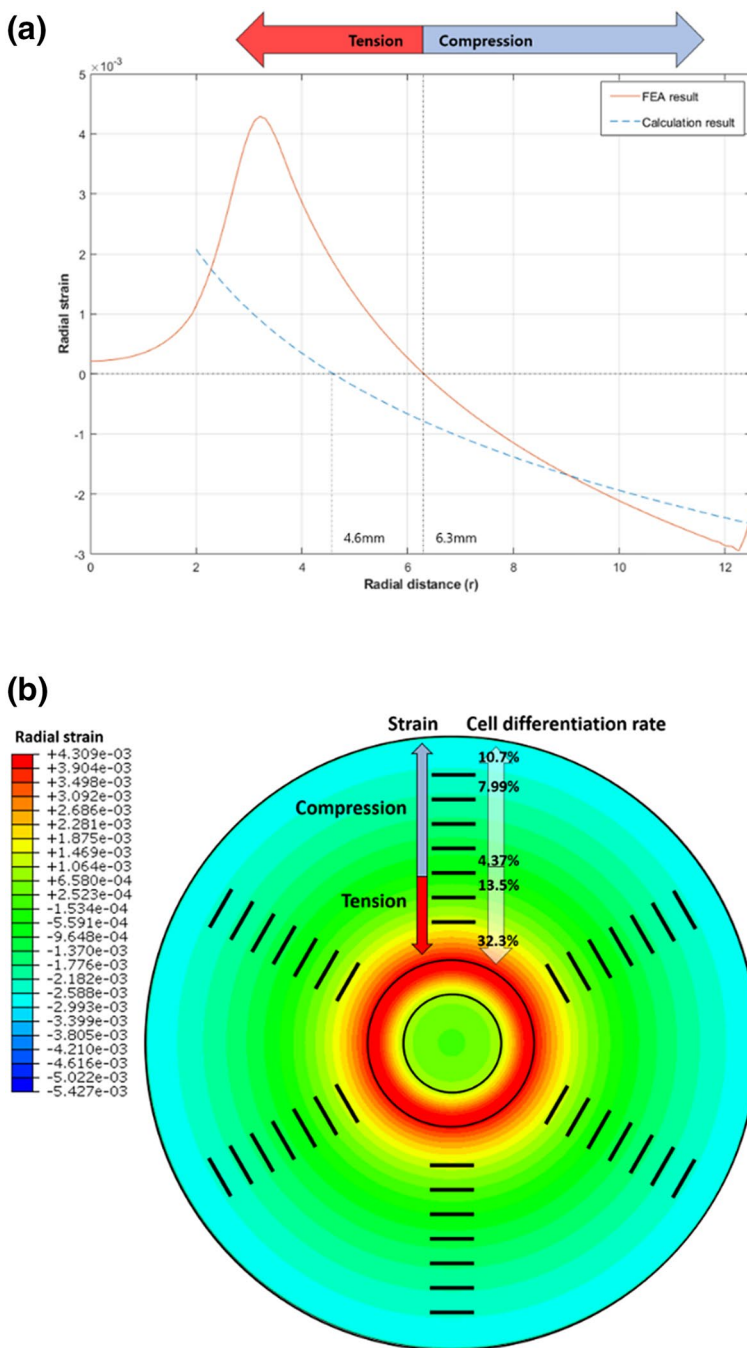 (a)
Tension Compression
×10⁻³
5
4
3
2
1
0
-1
-2
-3
Radial strain
FEA result
Calculation result
4.6mm 6.3mm
0 2 4 6 8 10 12
Radial distance (r)
(b)
Radial strain
+4.309e-03
+3.904e-03
+3.498e-03
+3.092e-03
+2.686e-03
+2.281e-03
+1.875e-03
+1.469e-03
+1.064e-03
+6.580e-04
+2.523e-04
-1.534e-04
-5.591e-04
-9.648e-04
-1.370e-03
-1.776e-03
-2.182e-03
-2.588e-03
-2.993e-03
-3.399e-03
-3.805e-03
-4.210e-03
-4.616e-03
-5.022e-03
-5.427e-03
Strain Cell differentiation rate
Compression
Tension
10.7%
7.99%
4.37%
13.5%
32.3%